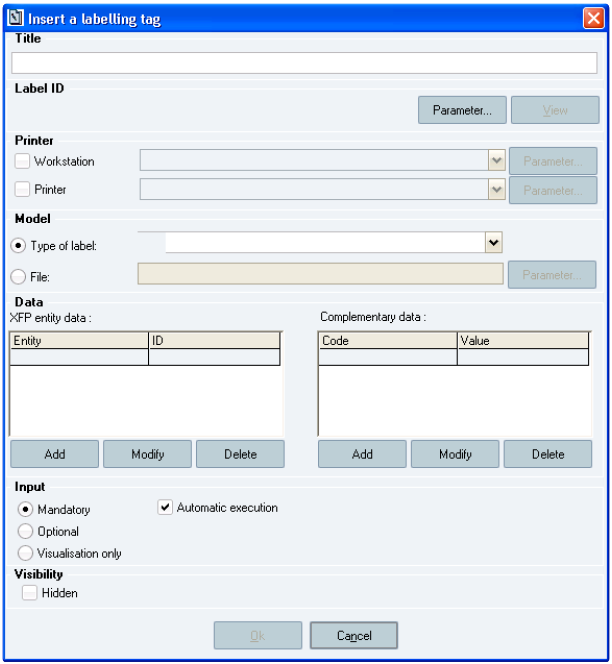 Insert a labelling tag
Title
Label ID
Parameter... View
Printer
Workstation Parameter...
Printer Parameter...
Model
Type of label:
File: Parameter...
Data
XFP entity data : Complementary data :
Entity ID Code Value
Add Modify Delete Add Modify Delete
Input
Mandatory Automatic execution
Optional
Visualisation only
Visibility
Hidden
Ok Cancel